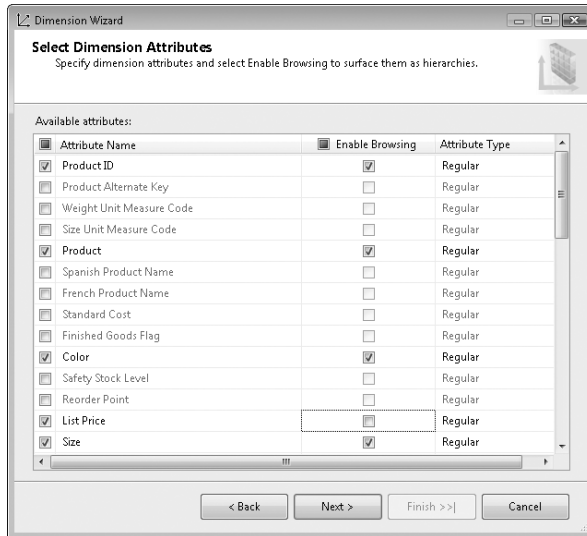 Dimension Wizard
Select Dimension Attributes
Specify dimension attributes and select Enable Browsing to surface them as hierarchies.
Available attributes:
Attribute Name Enable Browsing Attribute Type
Product ID Regular
Product Alternate Key Regular
Weight Unit Measure Code Regular
Size Unit Measure Code Regular
Product Regular
Spanish Product Name Regular
French Product Name Regular
Standard Cost Regular
Finished Goods Flag Regular
Color Regular
Safety Stock Level Regular
Reorder Point Regular
List Price Regular
Size Regular
< Back Next > Finish >>| Cancel